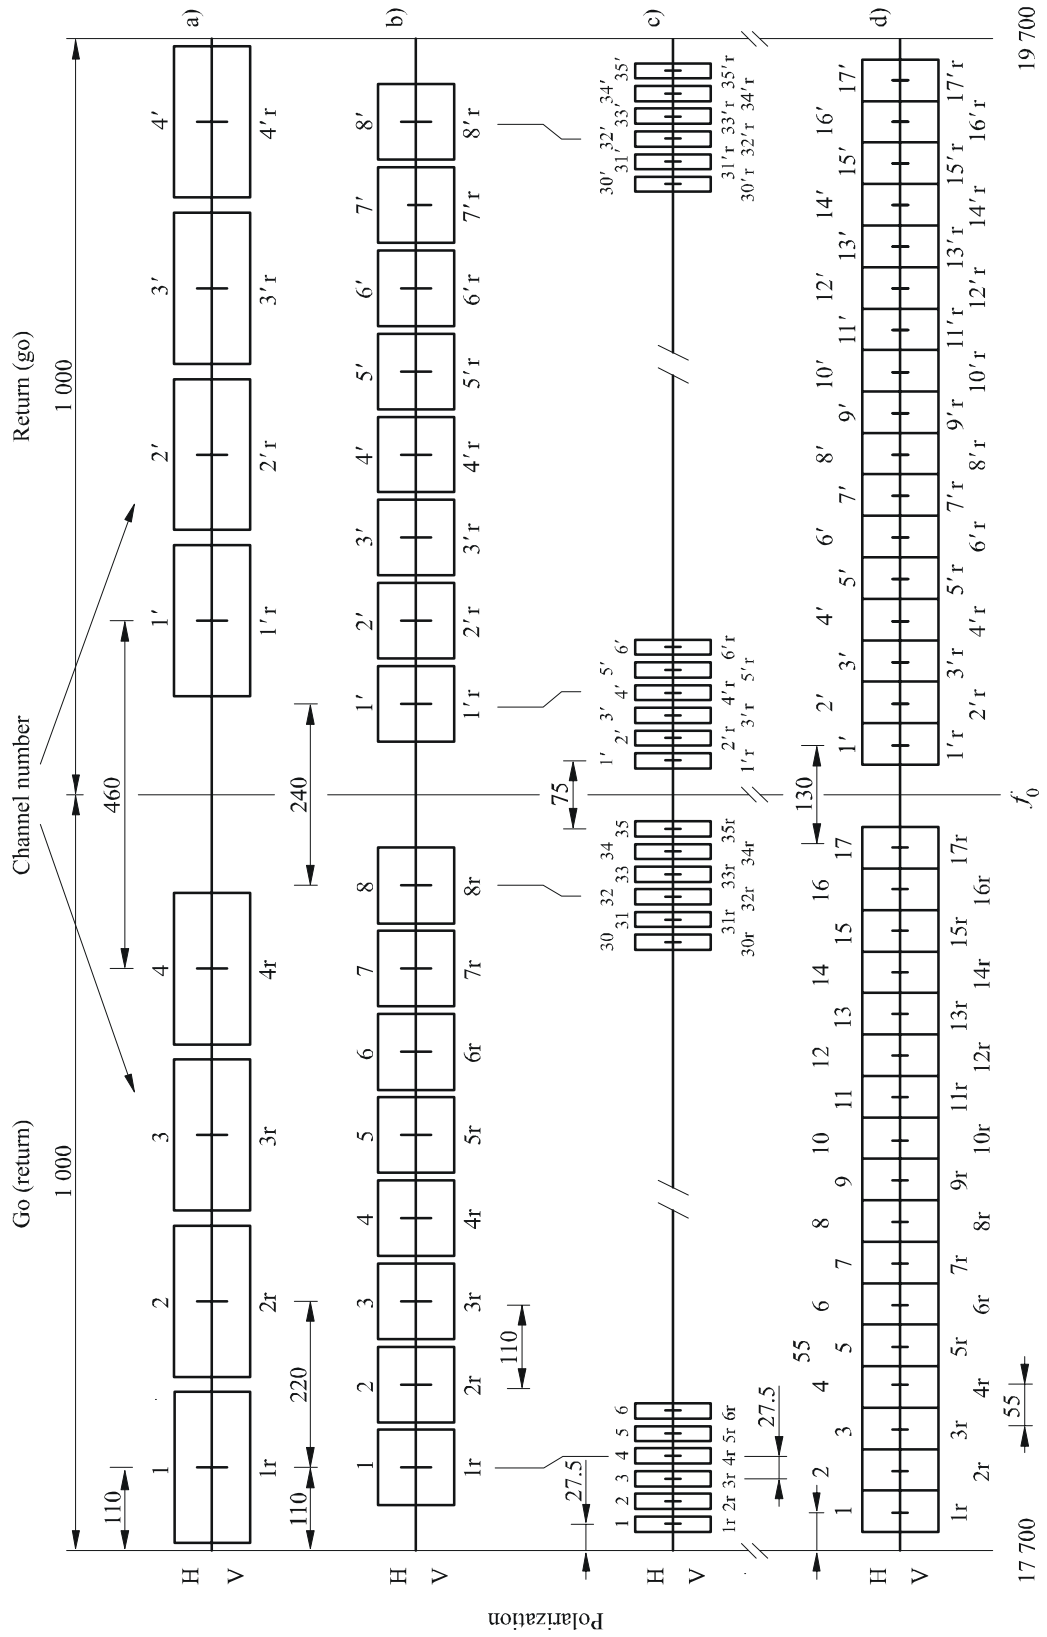 Go (return)
Channel number
Return (go)
1 000
1 000
110
460
1 2 3 4 1′ 2′ 3′ 4′
H
V
a)
1r 2r 3r 4r 1′r 2′r 3′r 4′r
110
220
240
1 2 3 4 5 6 7 8 1′ 2′ 3′ 4′ 5′ 6′ 7′ 8′
H
V
b)
1r 2r 3r 4r 5r 6r 7r 8r 1′r 2′r 3′r 4′r 5′r 6′r 7′r 8′r
110
27.5
75
1 2 3 4 5 6 30 31 32 33 34 35 1′ 2′ 3′ 4′ 5′ 6′ 30′ 31′ 32′ 33′ 34′ 35′
H
V
c)
1r 2r 3r 4r 5r 6r 30r 31r 32r 33r 34r 35r 1′r 2′r 3′r 4′r 5′r 6′r 30′r 31′r 32′r 33′r 34′r 35′r
27.5
55
130
1 2 3 4 5 6 7 8 9 10 11 12 13 14 15 16 17 1′ 2′ 3′ 4′ 5′ 6′ 7′ 8′ 9′ 10′ 11′ 12′ 13′ 14′ 15′ 16′ 17′
H
V
d)
1r 2r 3r 4r 5r 6r 7r 8r 9r 10r 11r 12r 13r 14r 15r 16r 17r 1′r 2′r 3′r 4′r 5′r 6′r 7′r 8′r 9′r 10′r 11′r 12′r 13′r 14′r 15′r 16′r 17′r
55
17 700
f0
19 700
Polarization